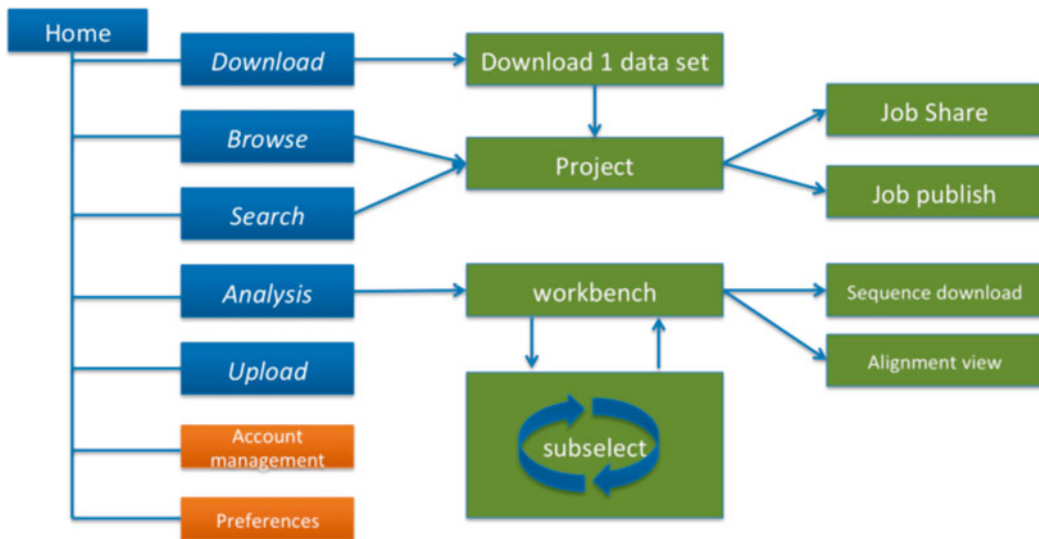 Home
Download
Download 1 data set
Browse
Project
Job Share
Search
Job publish
Analysis
workbench
Sequence download
Upload
Alignment view
subselect
Account
management
Preferences